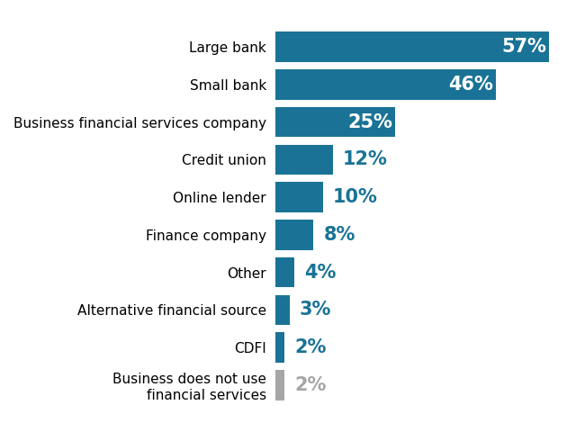 Large bank 57%
Small bank 46%
Business financial services company 25%
Credit union 12%
Online lender 10%
Finance company 8%
Other 4%
Alternative financial source 3%
CDFI 2%
Business does not use
financial services 2%